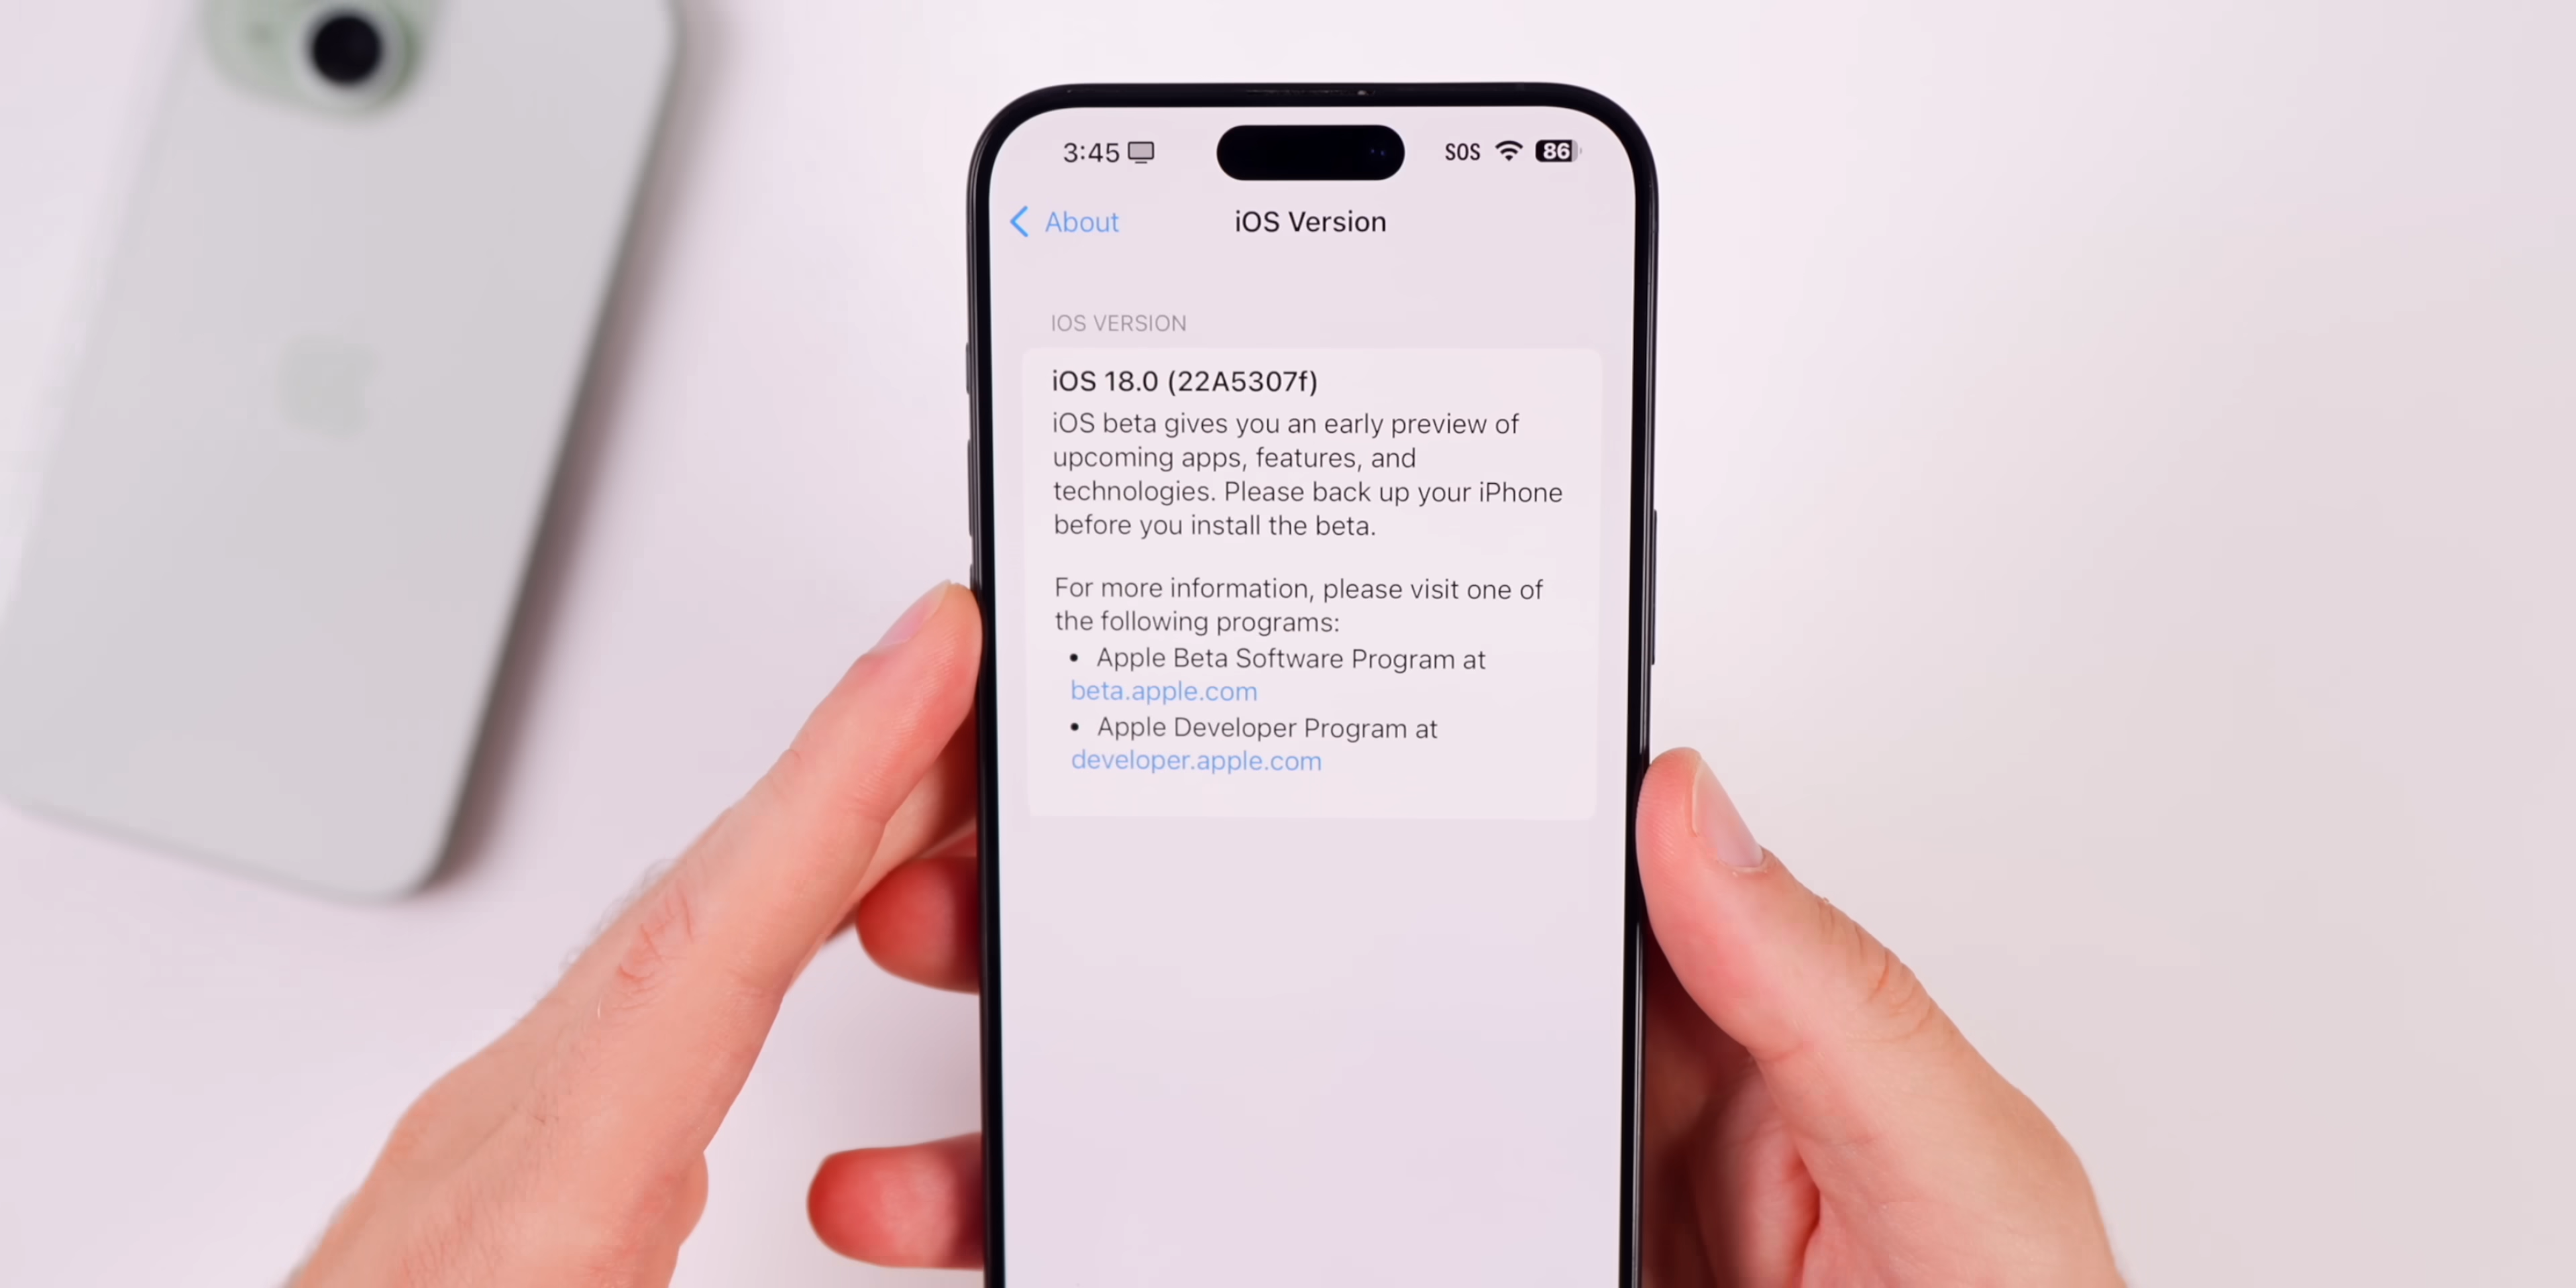 3:45
SOS
86
About
iOS Version
IOS VERSION
iOS 18.0 (22A5307f)
iOS beta gives you an early preview of
upcoming apps, features, and
technologies. Please back up your iPhone
before you install the beta.
For more information, please visit one of
the following programs:
• Apple Beta Software Program at
beta.apple.com
• Apple Developer Program at
developer.apple.com